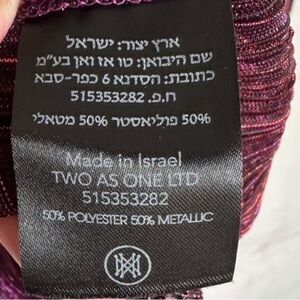 ארץ יצור: ישראל
שם היבואן: טו אז וואן בע״מ
כתובת: הסדנא 6 כפר-סבא
ח.פ. 515353282
50% פוליאסטר 50% מטאלי
Made in Israel
TWO AS ONE LTD
515353282
50% POLYESTER 50% METALLIC